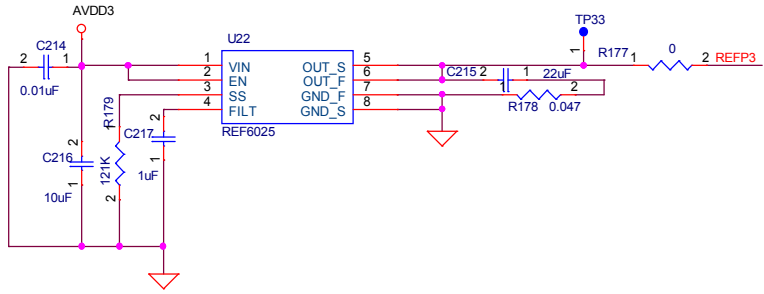 AVDD3
TP33
U22
C214
2
1
0.01uF
1
VIN
OUT_S
5
2
EN
OUT_F
6
3
SS
GND_F
7
4
FILT
GND_S
8
REF6025
C215
2
1
22uF
1
R177
1
0
2
REFP3
1
R178
2
0.047
R179
1
121K
2
C217
2
1
1uF
C216
2
1
10uF